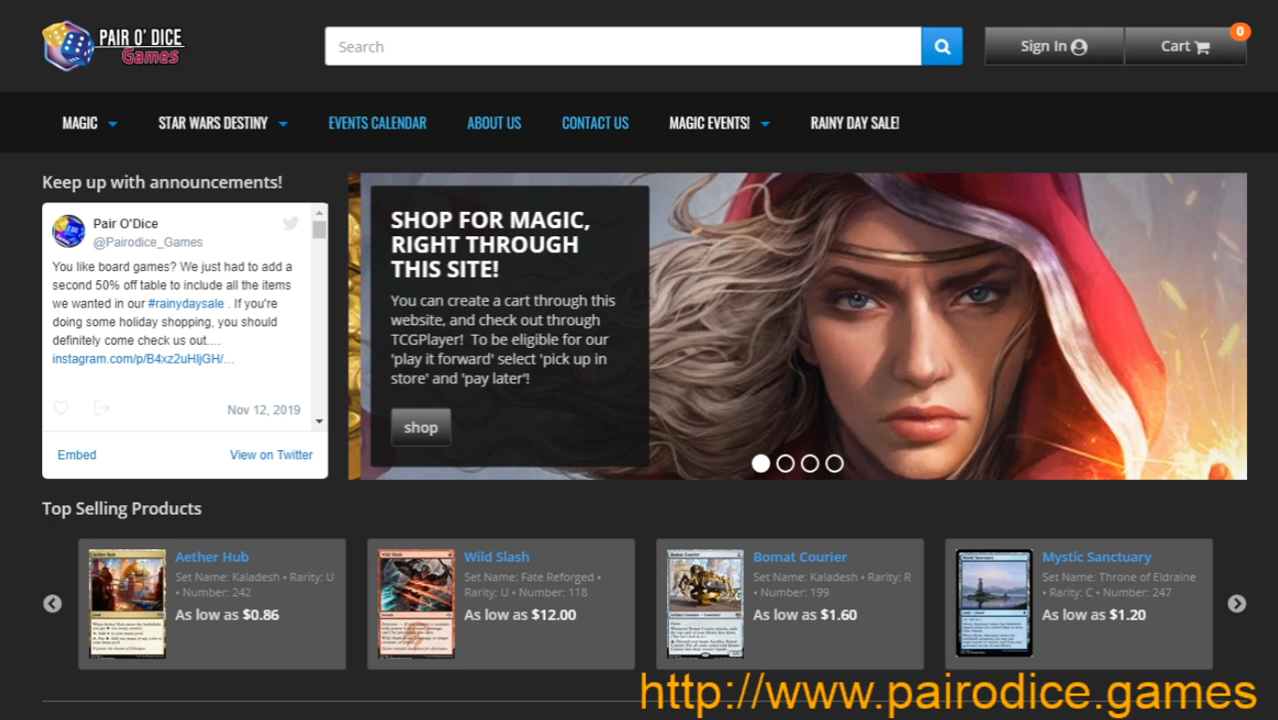 PAIR O' DICE
Games
Search
Sign In
Cart
0
MAGIC
STAR WARS DESTINY
EVENTS CALENDAR
ABOUT US
CONTACT US
MAGIC EVENTS!
RAINY DAY SALE!
Keep up with announcements!
Pair O'Dice
@Pairodice_Games
You like board games? We just had to add a
second 50% off table to include all the items
we wanted in our #rainydaysale . If you're
doing some holiday shopping, you should
definitely come check us out....
instagram.com/p/B4xz2uHIjGH/...
Nov 12, 2019
Embed
View on Twitter
SHOP FOR MAGIC,
RIGHT THROUGH
THIS SITE!
You can create a cart through this
website, and check out through
TCGPlayer! To be eligible for our
'play it forward' select 'pick up in
store' and 'pay later'!
shop
Top Selling Products
Aether Hub
Aether Hub
Set Name: Kaladesh • Rarity: U
• Number: 242
As low as $0.86
Wild Slash
Wild Slash
Set Name: Fate Reforged •
Rarity: U • Number: 118
As low as $12.00
Bomat Courier
Bomat Courier
Set Name: Kaladesh • Rarity: R
• Number: 199
As low as $1.60
Mystic Sanctuary
Mystic Sanctuary
Set Name: Throne of Eldraine
• Rarity: C • Number: 247
As low as $1.20
http://www.pairodice.games